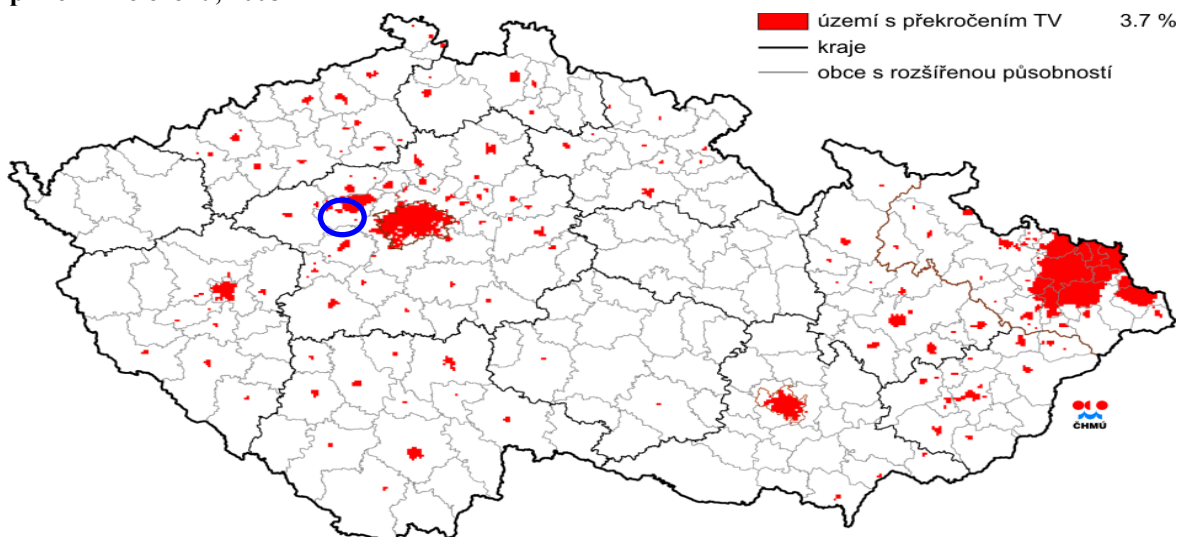 území s překročením TV 3.7 %
kraje
obce s rozšířenou působností
ČHMÚ